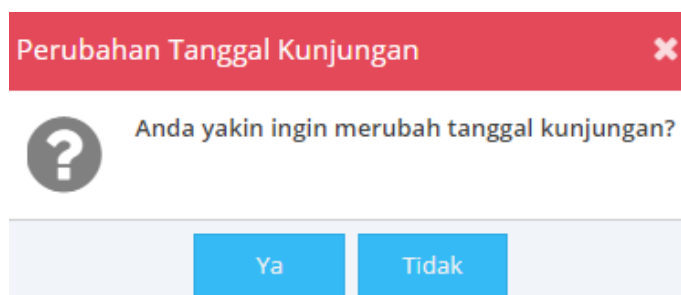 Perubahan Tanggal Kunjungan
Anda yakin ingin merubah tanggal kunjungan?
Ya Tidak